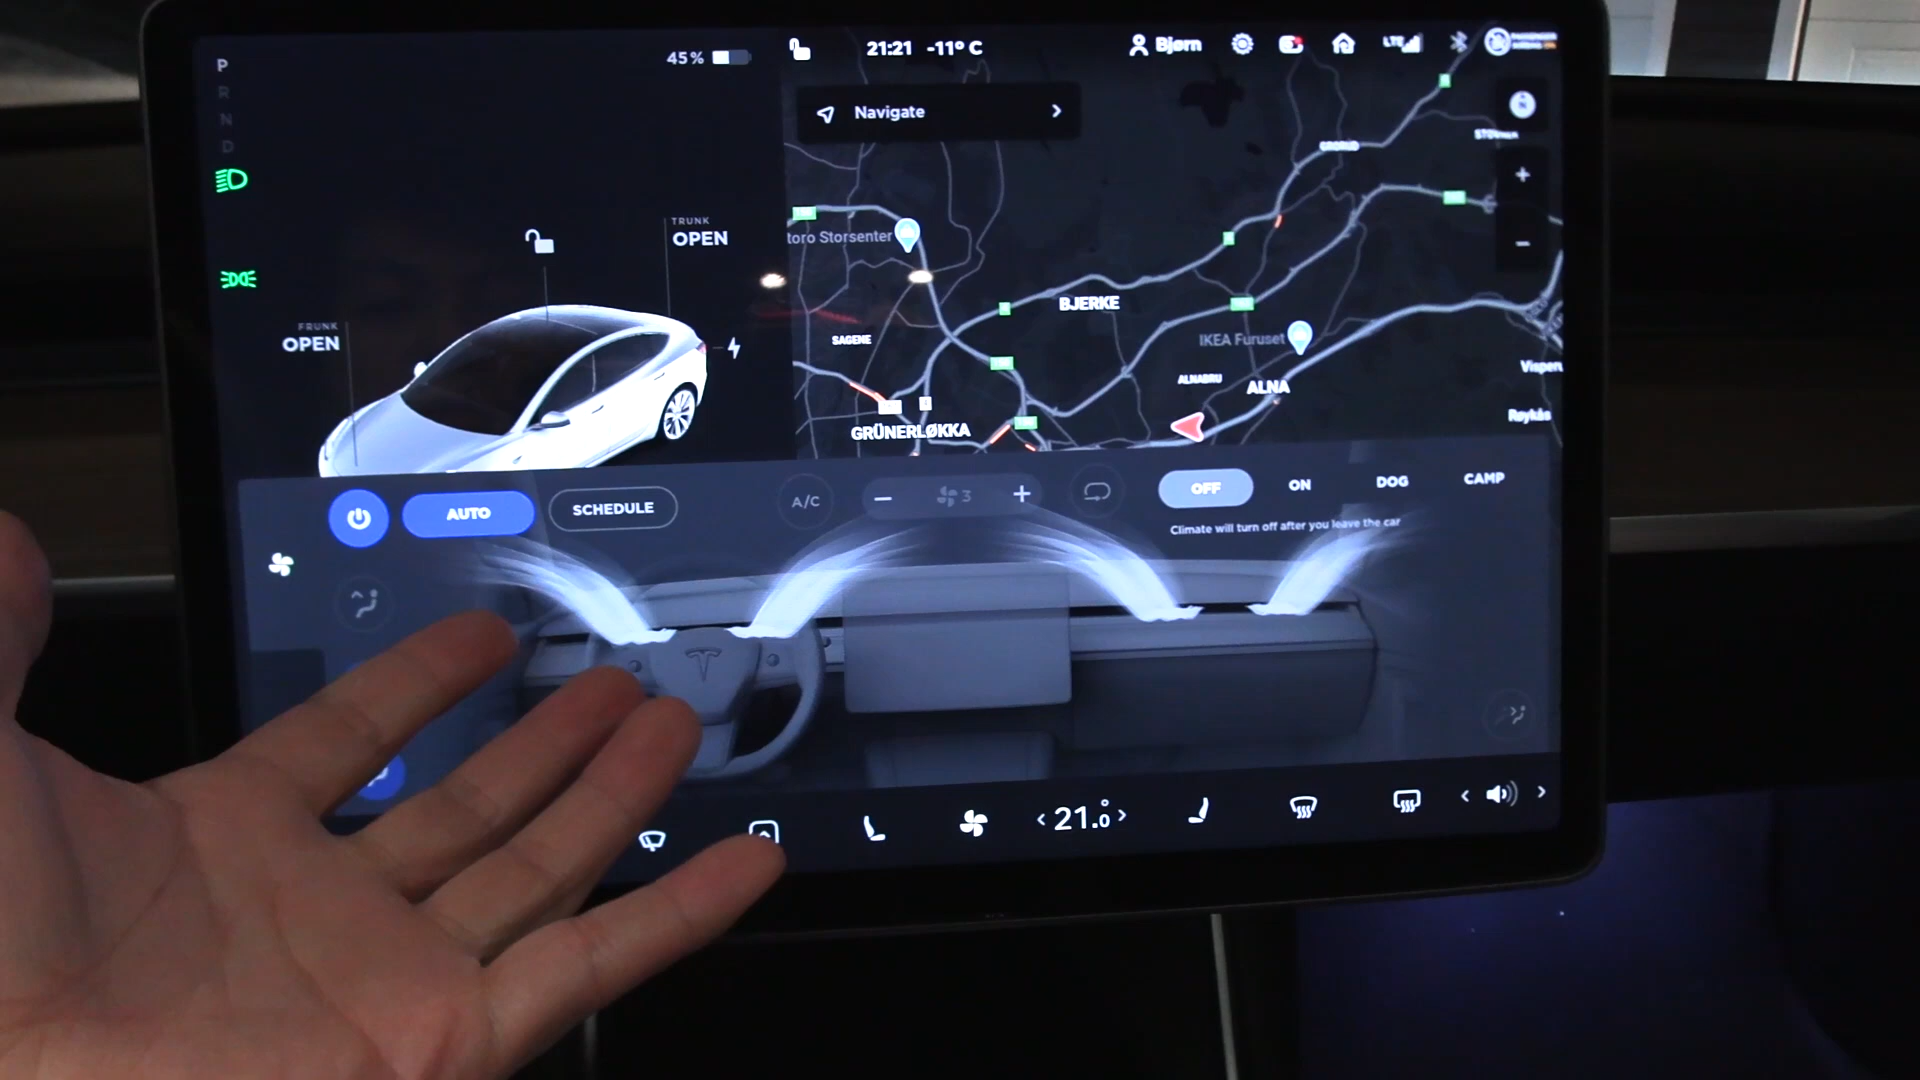 P
R
N
D
45%
21:21 -11° C
Bjørn
LTE
Navigate
TRUNK
OPEN
FRUNK
OPEN
toro Storsenter
GRORUD
BJERKE
SAGENE
IKEA Furuset
ALNABRU
ALNA
GRÜNERLØKKA
Røykås
AUTO
SCHEDULE
A/C
3
OFF
ON
DOG
CAMP
Climate will turn off after you leave the car
21.0°